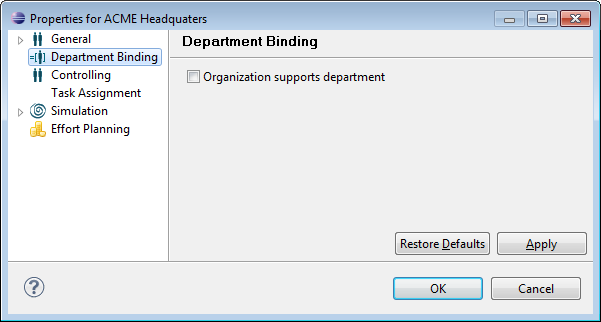 Properties for ACME Headquaters
General
Department Binding
Controlling
Task Assignment
Simulation
Effort Planning
Department Binding
Organization supports department
Restore Defaults
Apply
?
OK
Cancel